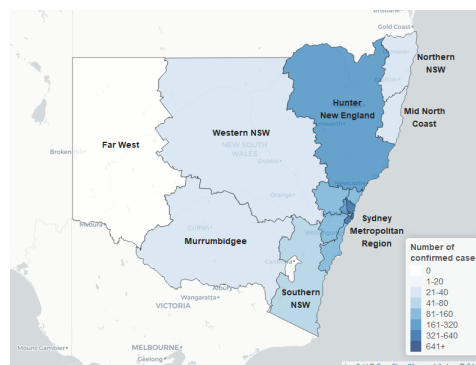 Gold Coast
Northern
NSW
Hunter
New England
Mid North
Coast
Far West
Western NSW
NEW SOUTH
WALES
Dubbo
Broken
Orange
Sydney
Metropolitan
Region
Mildura
Griffith
Murrumbidgee
Southern
NSW
Albury
Wangaratta
VICTORIA
Mount Gambier
MELBOURNE
Geelong
Number of
confirmed case
0
1-20
21-40
41-80
81-160
161-320
321-640
641+